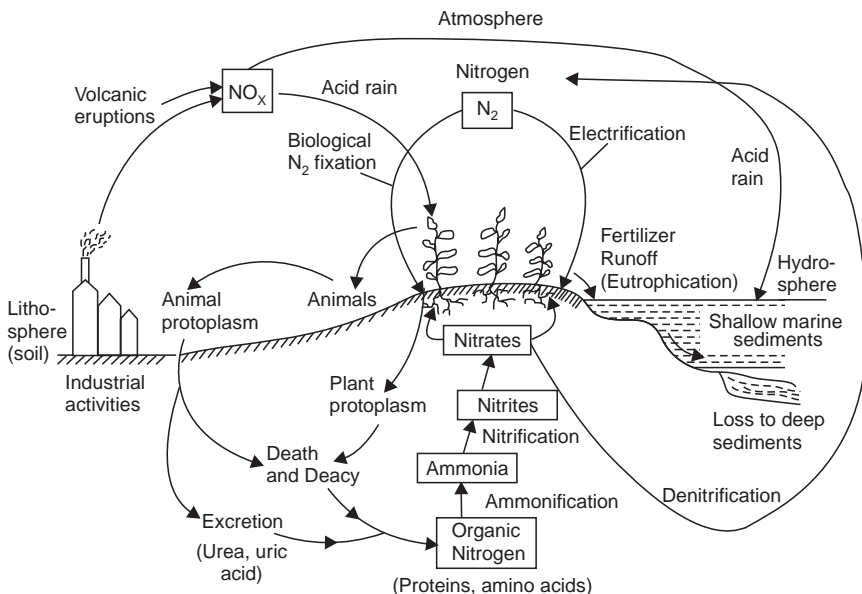 Atmosphere
Volcanic
eruptions
NOX
Acid rain
Nitrogen
N2
Biological
N2 fixation
Electrification
Acid
rain
Fertilizer
Runoff
(Eutrophication)
Hydro-
sphere
Litho-
sphere
(soil)
Animal
protoplasm
Animals
Shallow marine
sediments
Nitrates
Industrial
activities
Plant
protoplasm
Nitrites
Loss to deep
sediments
Nitrification
Death
and Deacy
Ammonia
Ammonification
Denitrification
Excretion
(Urea, uric
acid)
Organic
Nitrogen
(Proteins, amino acids)